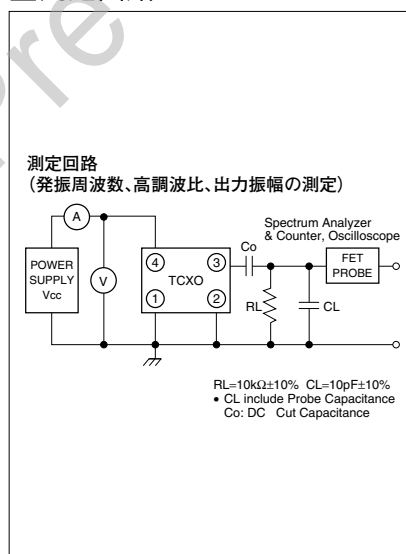 Pre
測定回路
(発振周波数、高調波比、出力振幅の測定)
A
Spectrum Analyzer
& Counter, Oscilloscope
Co
POWER
SUPPLY
Vcc
V
4
3
TCXO
1
2
FET
PROBE
RL
CL
RL=10kΩ±10% CL=10pF±10%
• CL include Probe Capacitance
Co: DC Cut Capacitance